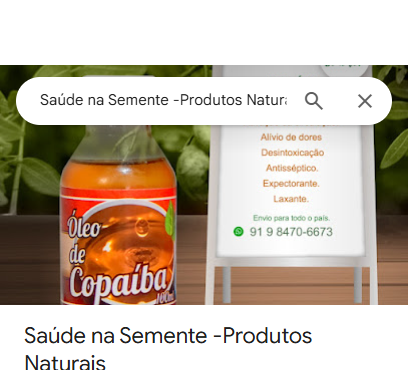 Saúde na Semente -Produtos Natura
Alívio de dores
Desintoxicação
Antisséptico.
Expectorante.
Laxante.
Envio para todo o país.
91 9 8470-6673
Óleo
de
Copaíba
100ml
Saúde na Semente -Produtos
Naturais